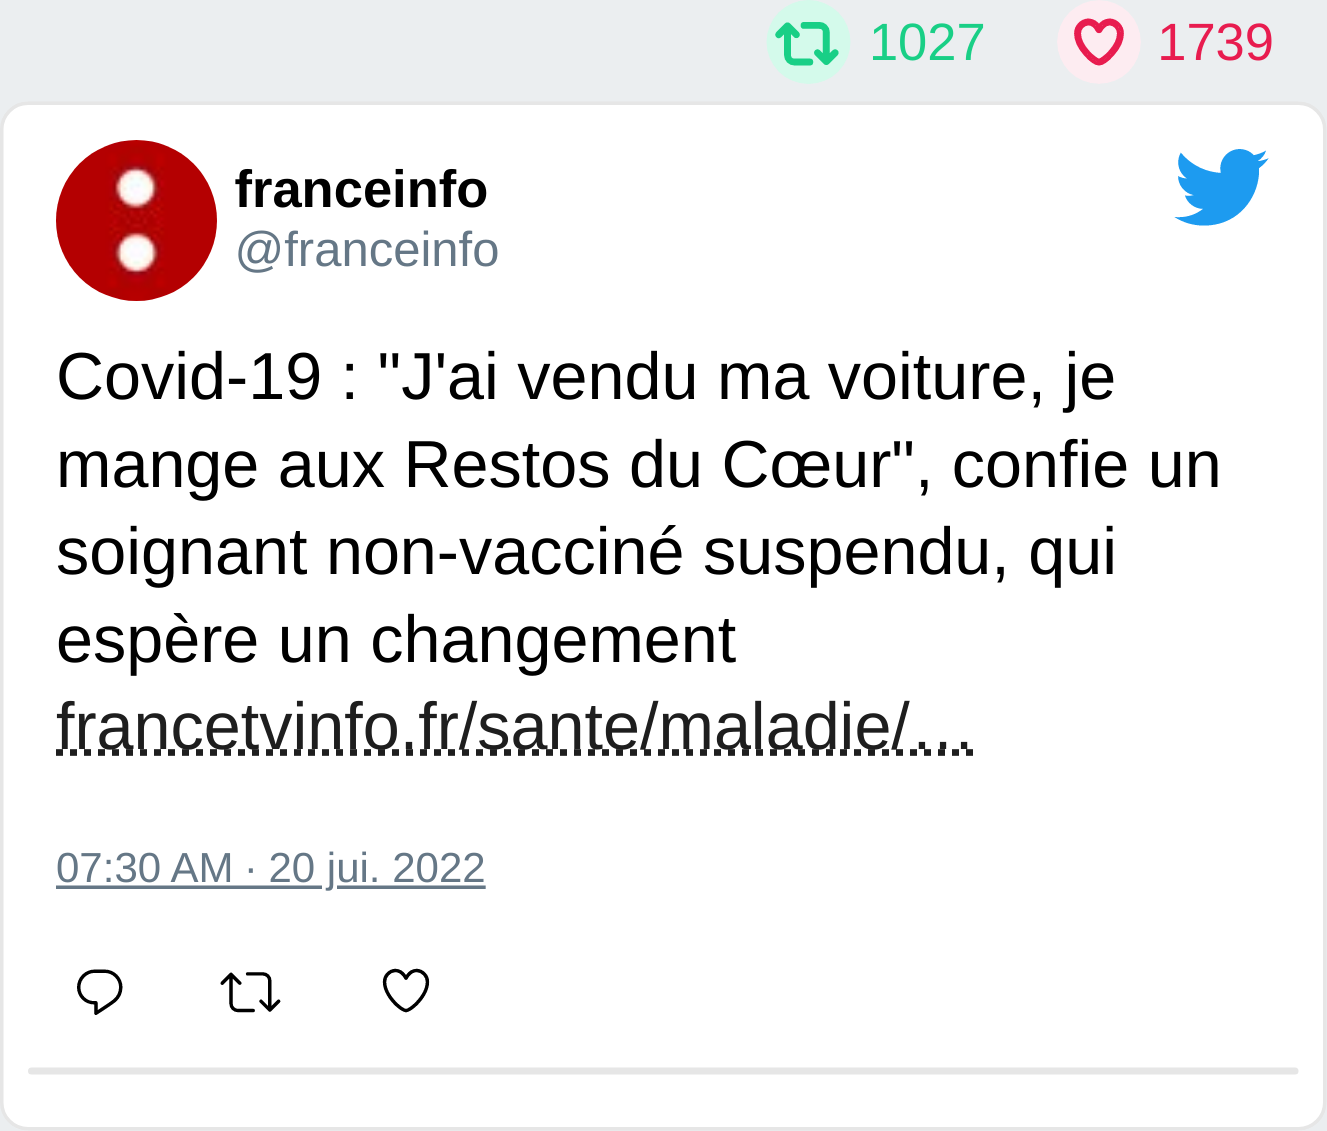 1027 1739
franceinfo
@franceinfo
Covid-19 : "J'ai vendu ma voiture, je
mange aux Restos du Cœur", confie un
soignant non-vacciné suspendu, qui
espère un changement
francetvinfo.fr/sante/maladie/...
07:30 AM · 20 jui. 2022